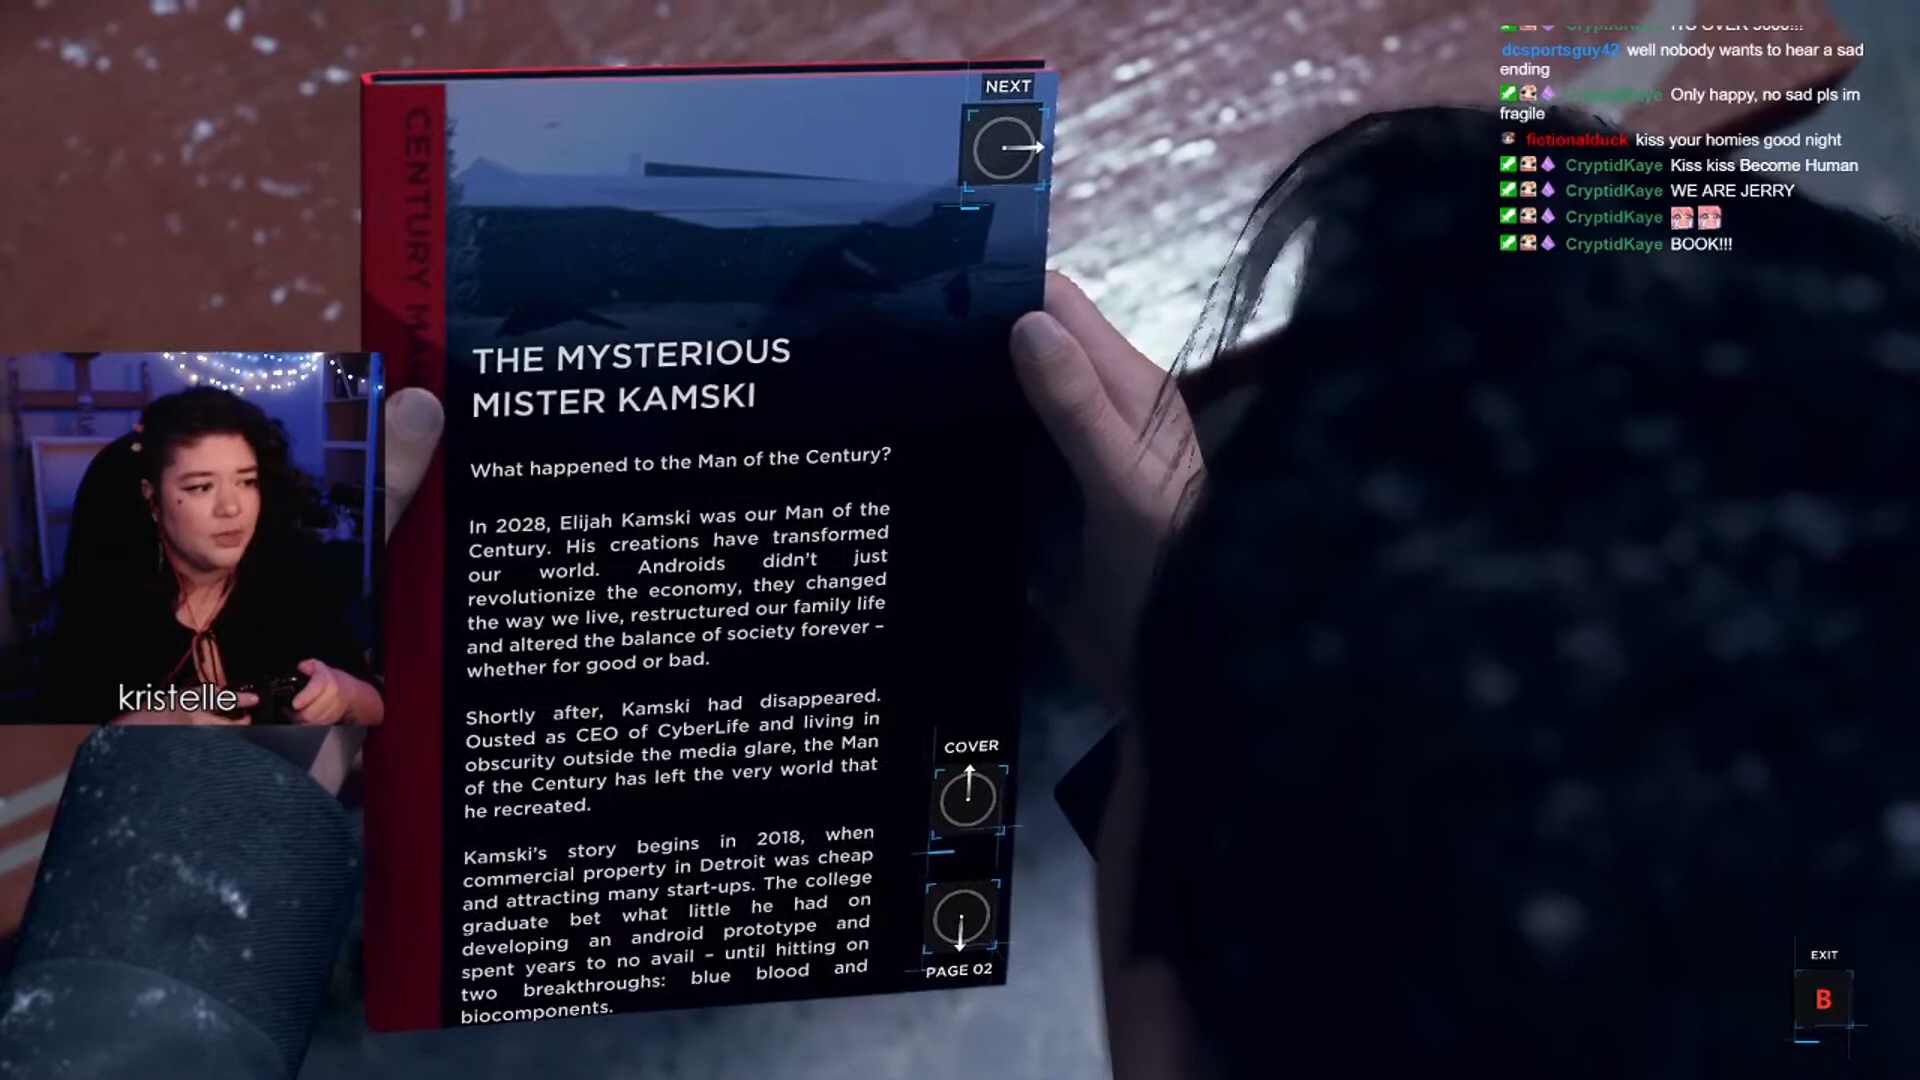 dcsportsguy42 well nobody wants to hear a sad
ending
CryptidKaye Only happy, no sad pls im
fragile
fictionalduck kiss your homies good night
CryptidKaye Kiss kiss Become Human
CryptidKaye WE ARE JERRY
CryptidKaye
CryptidKaye BOOK!!!
NEXT
CENTURY
THE MYSTERIOUS
MISTER KAMSKI
What happened to the Man of the Century?
In 2028, Elijah Kamski was our Man of the
Century. His creations have transformed
our world. Androids didn't just
revolutionize the economy, they changed
the way we live, restructured our family life
and altered the balance of society forever –
whether for good or bad.
Shortly after, Kamski had disappeared.
Ousted as CEO of CyberLife and living in
obscurity outside the media glare, the Man
of the Century has left the very world that
he recreated.
Kamski's story begins in 2018, when
commercial property in Detroit was cheap
and attracting many start-ups. The college
graduate bet what little he had on
developing an android prototype and
spent years to no avail – until hitting on
two breakthroughs: blue blood and
biocomponents.
COVER
PAGE 02
kristelle
EXIT
B